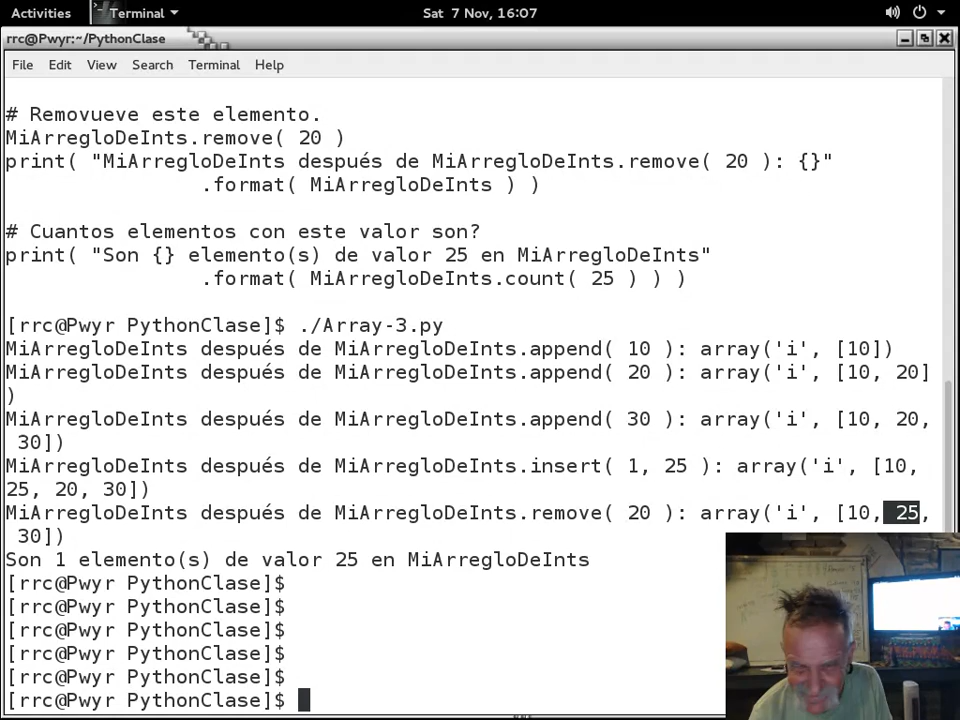 Activities Terminal Sat 7 Nov, 16:07
rrc@Pwyr:~/PythonClase
File Edit View Search Terminal Help
# Removueve este elemento.
MiArregloDeInts.remove( 20 )
print( "MiArregloDeInts después de MiArregloDeInts.remove( 20 ): {}"
.format( MiArregloDeInts ) )
# Cuantos elementos con este valor son?
print( "Son {} elemento(s) de valor 25 en MiArregloDeInts"
.format( MiArregloDeInts.count( 25 ) ) )
[rrc@Pwyr PythonClase]$ ./Array-3.py
MiArregloDeInts después de MiArregloDeInts.append( 10 ): array('i', [10])
MiArregloDeInts después de MiArregloDeInts.append( 20 ): array('i', [10, 20]
)
MiArregloDeInts después de MiArregloDeInts.append( 30 ): array('i', [10, 20,
30])
MiArregloDeInts después de MiArregloDeInts.insert( 1, 25 ): array('i', [10,
25, 20, 30])
MiArregloDeInts después de MiArregloDeInts.remove( 20 ): array('i', [10, 25,
30])
Son 1 elemento(s) de valor 25 en MiArregloDeInts
[rrc@Pwyr PythonClase]$
[rrc@Pwyr PythonClase]$
[rrc@Pwyr PythonClase]$
[rrc@Pwyr PythonClase]$
[rrc@Pwyr PythonClase]$
[rrc@Pwyr PythonClase]$